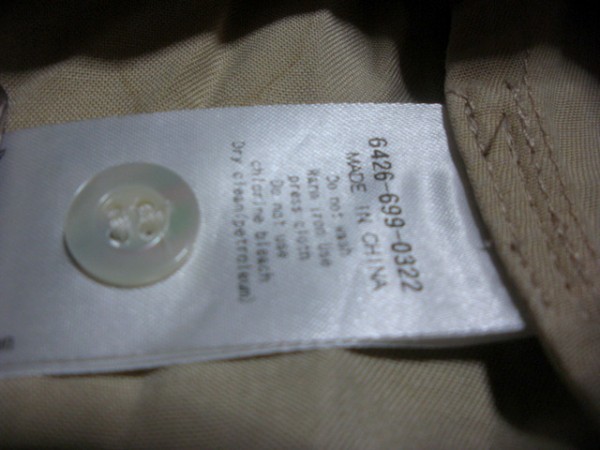 6426-699-0322
MADE IN CHINA
Do not wash
Warm iron Use
press cloth
Do not use
chlorine bleach
Dry clean(petroleum)